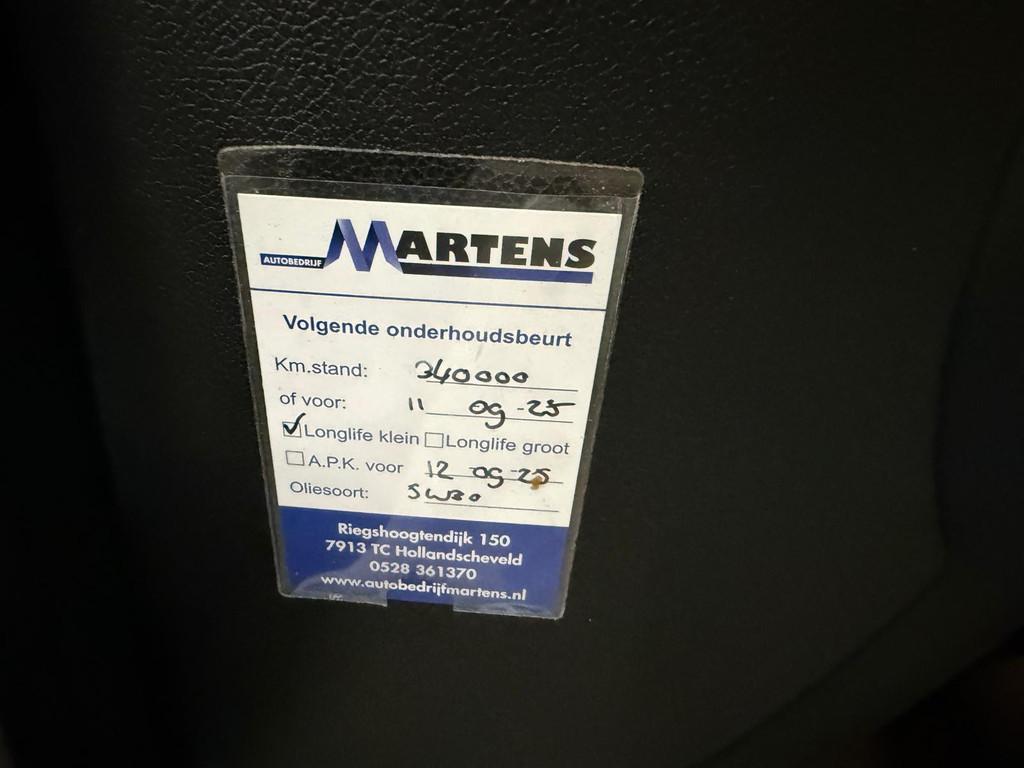 AUTOBEDRIJF MARTENS
Volgende onderhoudsbeurt
Km.stand: 340000
of voor: 11 09-25
Longlife klein Longlife groot
A.P.K. voor 12-09-25
Oliesoort: 5W30
Riegshoogtendijk 150
7913 TC Hollandscheveld
0528 361370
www.autobedrijfmartens.nl